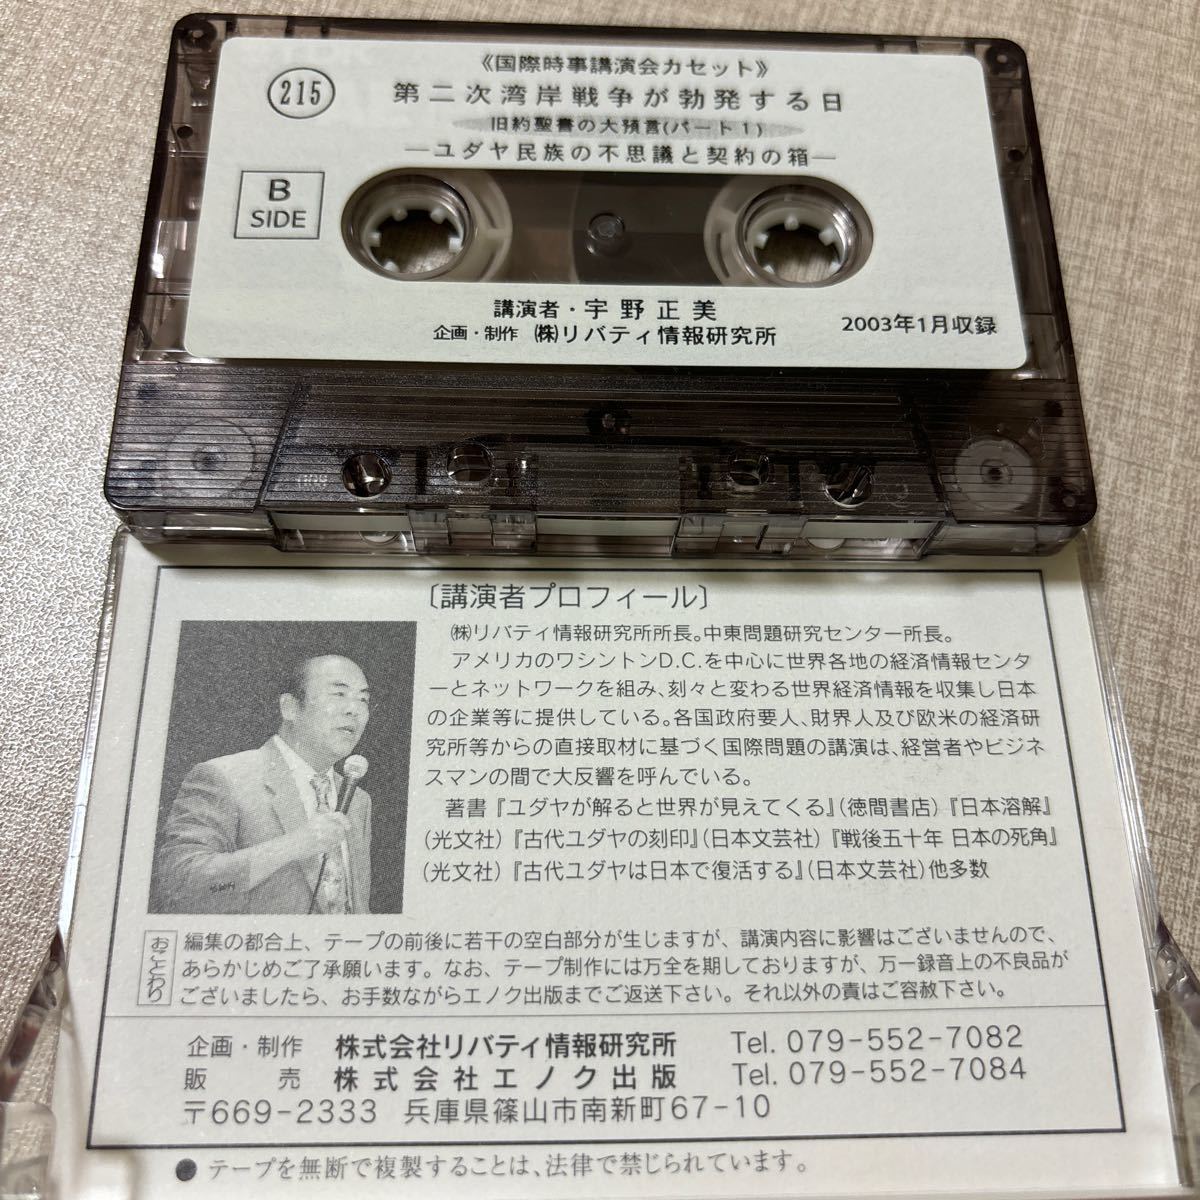 《国際時事講演会カセット》
215
第二次湾岸戦争が勃発する日
旧約聖書の大預言(パート1)
―ユダヤ民族の不思議と契約の箱―
B
SIDE
講演者・宇野正美
企画・制作 ㈱リバティ情報研究所
2003年1月収録
〔講演者プロフィール〕
㈱リバティ情報研究所所長。中東問題研究センター所長。
アメリカのワシントンD.C.を中心に世界各地の経済情報センタ
ーとネットワークを組み、刻々と変わる世界経済情報を収集し日本
の企業等に提供している。各国政府要人、財界人及び欧米の経済研
究所等からの直接取材に基づく国際問題の講演は、経営者やビジネ
スマンの間で大反響を呼んでいる。
著書『ユダヤが解ると世界が見えてくる』(徳間書店)『日本溶解』
(光文社)『古代ユダヤの刻印』(日本文芸社)『戦後五十年 日本の死角』
(光文社)『古代ユダヤは日本で復活する』(日本文芸社)他多数
おことわり
編集の都合上、テープの前後に若干の空白部分が生じますが、講演内容に影響はございませんので、
あらかじめご了承願います。なお、テープ制作には万全を期しておりますが、万一録音上の不良品が
ございましたら、お手数ながらエノク出版までご返送下さい。それ以外の責はご容赦下さい。
企画・制作 株式会社リバティ情報研究所 Tel. 079-552-7082
販売 株式会社エノク出版 Tel. 079-552-7084
〒669-2333 兵庫県篠山市南新町67-10
●テープを無断で複製することは、法律で禁じられています。